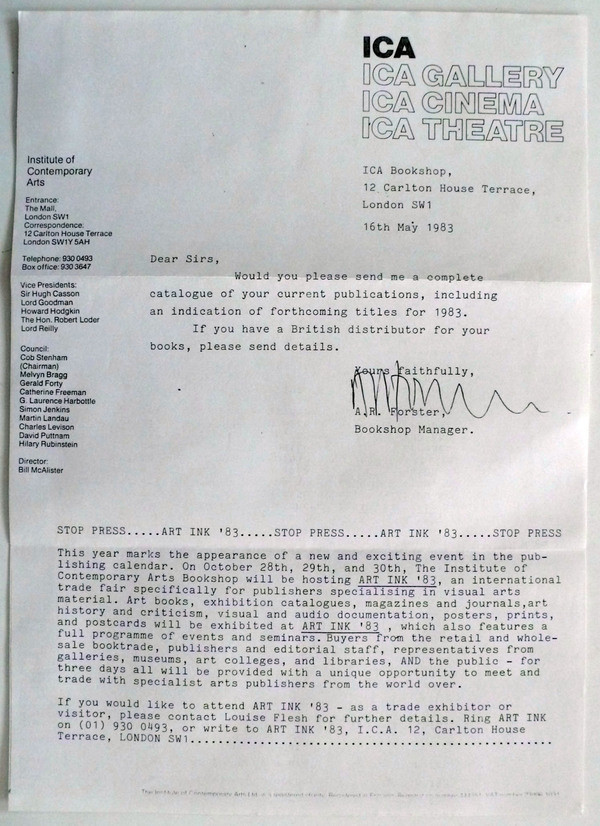 ICA
ICA GALLERY
ICA CINEMA
ICA THEATRE
Institute of
Contemporary
Arts
Entrance:
The Mall,
London SW1
Correspondence:
12 Carlton House Terrace
London SW1Y 5AH
Telephone: 930 0493
Box office: 930 3647
Vice Presidents:
Sir Hugh Casson
Lord Goodman
Howard Hodgkin
The Hon. Robert Loder
Lord Reilly
Council:
Cob Stenham
(Chairman)
Melvyn Bragg
Gerald Forty
Catherine Freeman
G. Laurence Harbottle
Simon Jenkins
Martin Landau
Charles Levison
David Puttnam
Hilary Rubinstein
Director:
Bill McAlister
ICA Bookshop,
12 Carlton House Terrace,
London SW1
16th May 1983
Dear Sirs,
Would you please send me a complete
catalogue of your current publications, including
an indication of forthcoming titles for 1983.
If you have a British distributor for your
books, please send details.
Yours faithfully,
A.R. Forster,
Bookshop Manager.
STOP PRESS.....ART INK '83.....STOP PRESS.....ART INK '83.....STOP PRESS
This year marks the appearance of a new and exciting event in the pub-
lishing calendar. On October 28th, 29th, and 30th, The Institute of
Contemporary Arts Bookshop will be hosting ART INK '83, an international
trade fair specifically for publishers specialising in visual arts
material. Art books, exhibition catalogues, magazines and journals,art
history and criticism, visual and audio documentation, posters, prints,
and postcards will be exhibited at ART INK '83 , which also features a
full programme of events and seminars. Buyers from the retail and whole-
sale booktrade, publishers and editorial staff, representatives from
galleries, museums, art colleges, and libraries, AND the public - for
three days all will be provided with a unique opportunity to meet and
trade with specialist arts publishers from the world over.
If you would like to attend ART INK '83 - as a trade exhibitor or
visitor, please contact Louise Flesh for further details. Ring ART INK
on (01) 930 0493, or write to ART INK '83, I.C.A. 12, Carlton House
Terrace, LONDON SW1..................................................
The Institute of Contemporary Arts Ltd